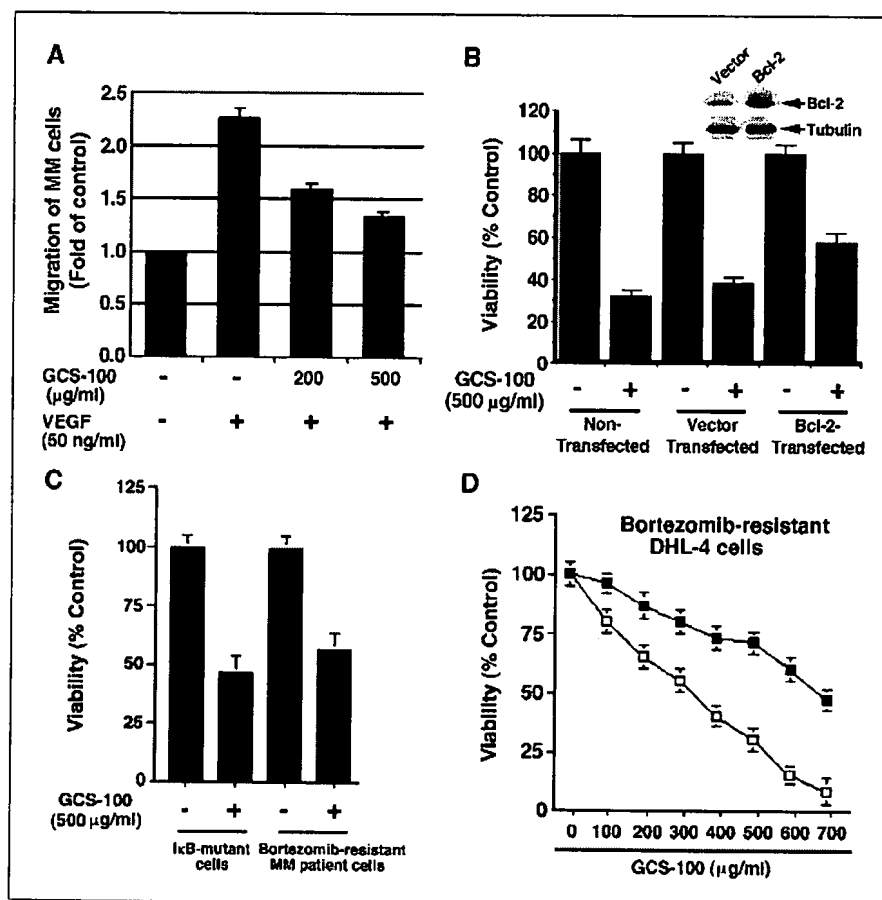 A
Migration of MM cells
(Fold of control)
2.5
2.0
1.5
1.0
0.5
0.0
GCS-100
(µg/ml)
- - 200 500
VEGF
(50 ng/ml)
- + + +
B
Vector Bcl-2
Bcl-2
Tubulin
Viability (% Control)
120
100
80
60
40
20
0
GCS-100
(500 µg/ml)
- + - + - +
Non-
Transfected
Vector
Transfected
Bcl-2-
Transfected
C
Viability (% Control)
125
100
75
50
25
0
GCS-100
(500 µg/ml)
- + - +
IκB-mutant
cells
Bortezomib-resistant
MM patient cells
D
Bortezomib-resistant
DHL-4 cells
Viability (% Control)
125
100
75
50
25
0
0 100 200 300 400 500 600 700
GCS-100 (µg/ml)